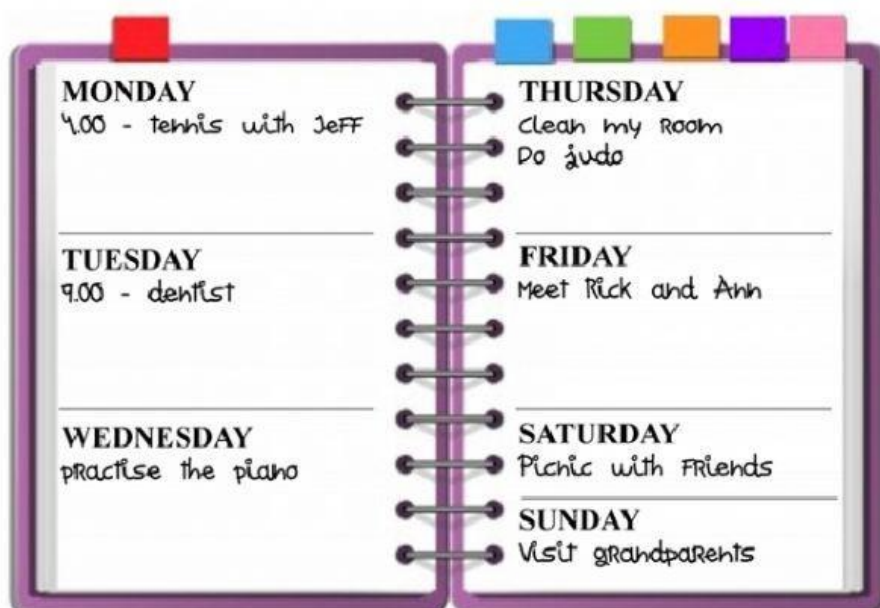 MONDAY
4.00 - tennis with Jeff
TUESDAY
9.00 - dentist
WEDNESDAY
practise the piano
THURSDAY
Clean my room
Do judo
FRIDAY
Meet Rick and Ann
SATURDAY
Picnic with friends
SUNDAY
Visit grandparents